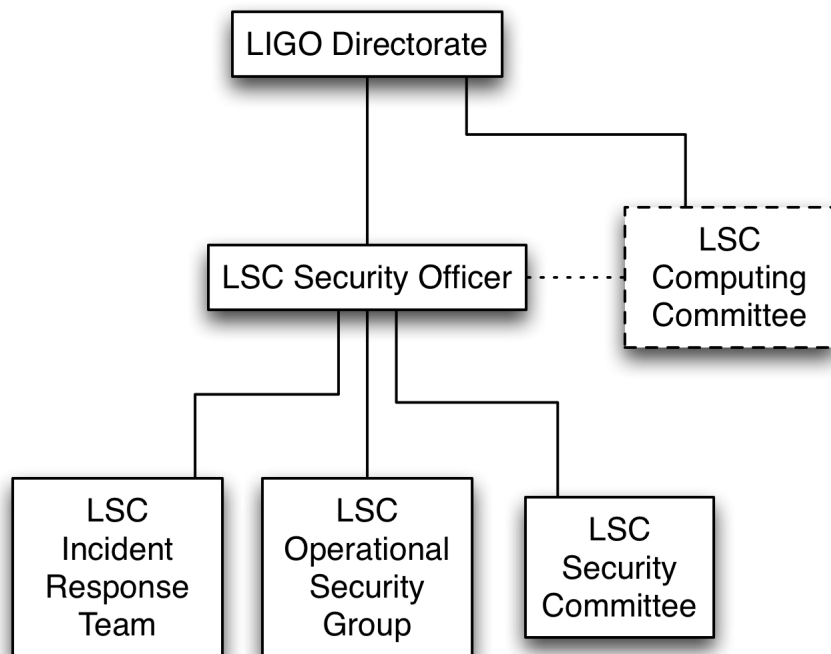 LIGO Directorate
LSC
Computing
Committee
LSC Security Officer
LSC
Incident
Response
Team
LSC
Operational
Security
Group
LSC
Security
Committee